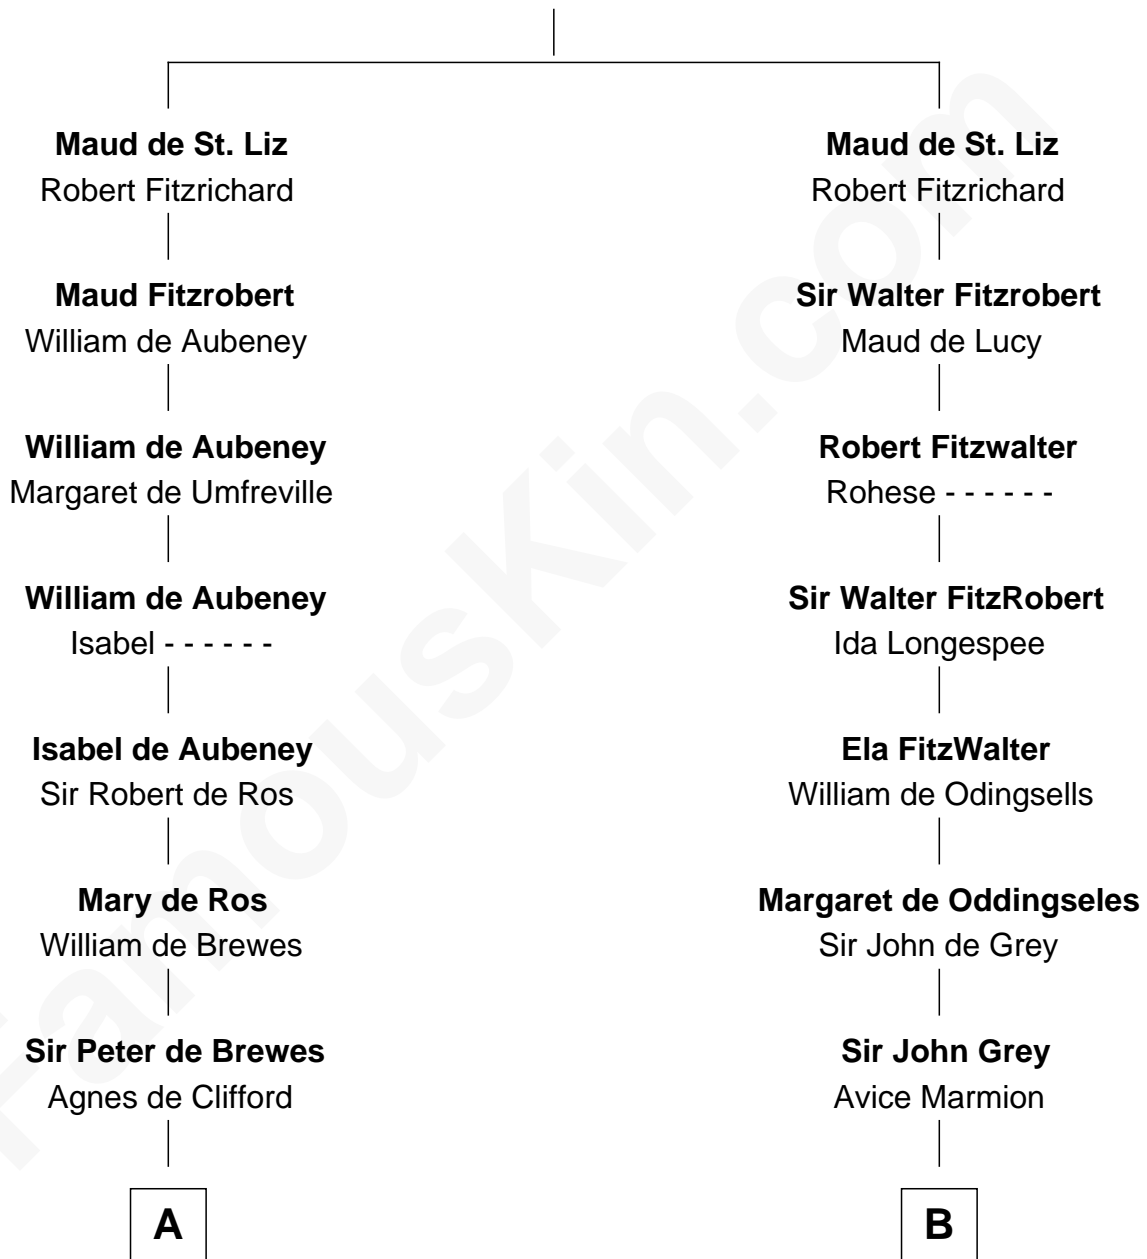 Maud de St. Liz
Robert Fitzrichard
Maud Fitzrobert
William de Aubeney
William de Aubeney
Margaret de Umfreville
William de Aubeney
Isabel - - - - - -
Isabel de Aubeney
Sir Robert de Ros
Mary de Ros
William de Brewes
Sir Peter de Brewes
Agnes de Clifford
A
Maud de St. Liz
Robert Fitzrichard
Sir Walter Fitzrobert
Maud de Lucy
Robert Fitzwalter
Rohese - - - - - -
Sir Walter FitzRobert
Ida Longespee
Ela FitzWalter
William de Odingsells
Margaret de Oddingseles
Sir John de Grey
Sir John Grey
Avice Marmion
B
FamousKin.com